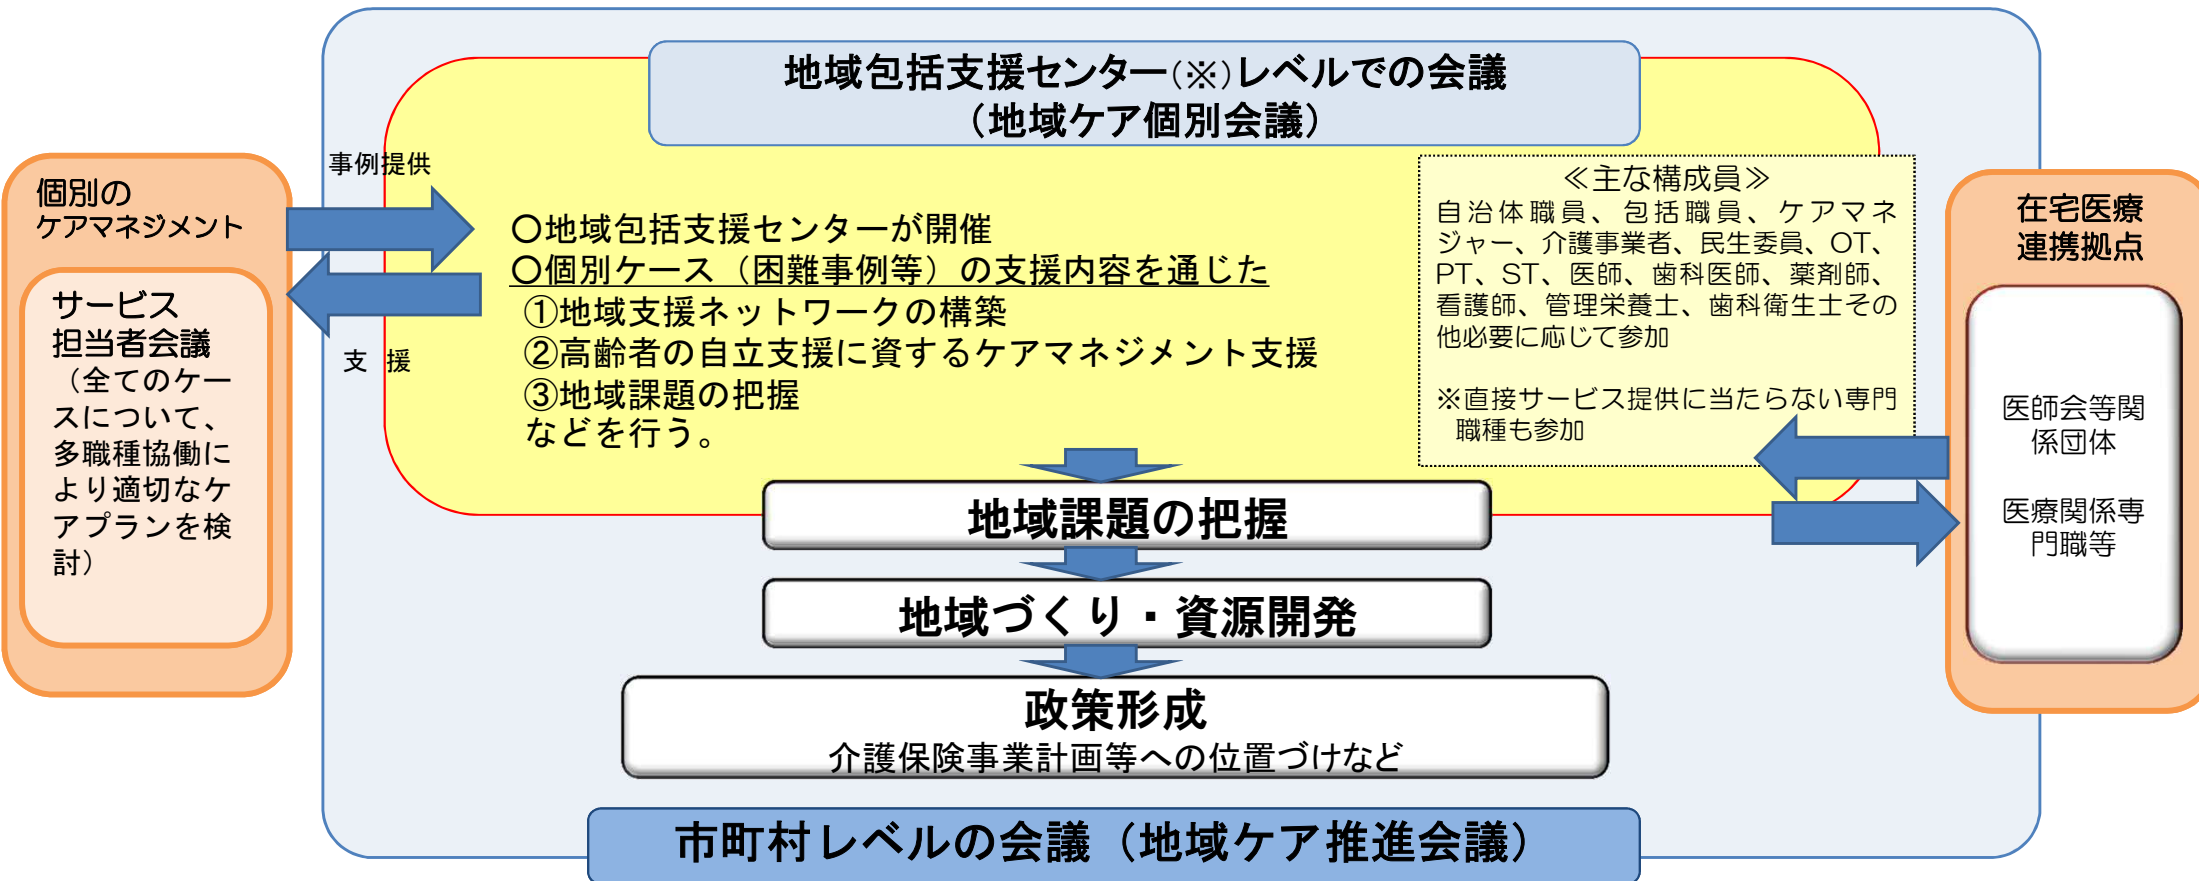 地域包括支援センター(※)レベルでの会議
（地域ケア個別会議）
事例提供
支 援
個別の
ケアマネジメント
サービス
担当者会議
（全てのケー
スについて、
多職種協働に
より適切なケ
アプランを検
討）
〇地域包括支援センターが開催
〇個別ケース（困難事例等）の支援内容を通じた
①地域支援ネットワークの構築
②高齢者の自立支援に資するケアマネジメント支援
③地域課題の把握
などを行う。
≪主な構成員≫
自治体職員、包括職員、ケアマネ
ジャー、介護事業者、民生委員、OT、
PT、ST、医師、歯科医師、薬剤師、
看護師、管理栄養士、歯科衛生士その
他必要に応じて参加
※直接サービス提供に当たらない専門
職種も参加
在宅医療
連携拠点
医師会等関
係団体
医療関係専
門職等
地域課題の把握
地域づくり・資源開発
政策形成
介護保険事業計画等への位置づけなど
市町村レベルの会議（地域ケア推進会議）